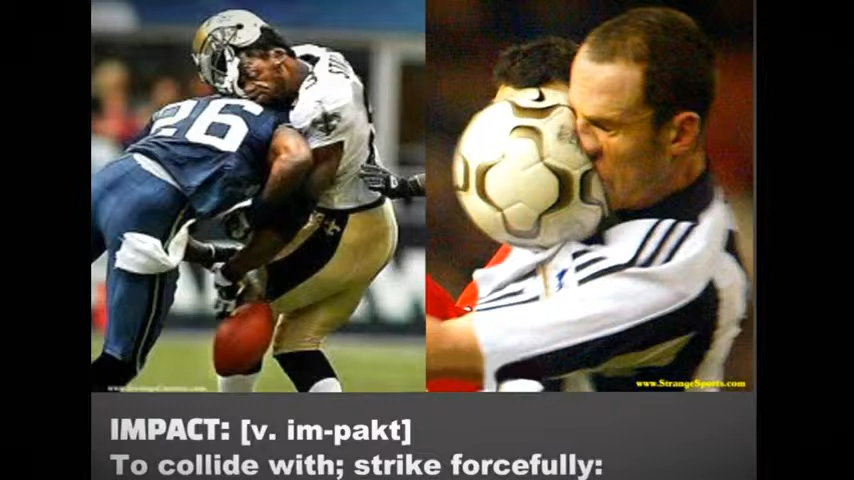 26
www.StrangeSports.com
IMPACT: [v. im-pakt]
To collide with; strike forcefully: